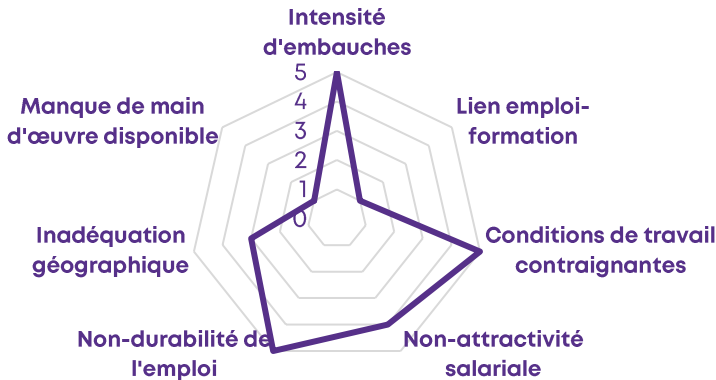 Intensité
d'embauches
5
4
3
2
1
0
Manque de main
d'œuvre disponible
Lien emploi-
formation
Inadéquation
géographique
Conditions de travail
contraignantes
Non-durabilité de
l'emploi
Non-attractivité
salariale